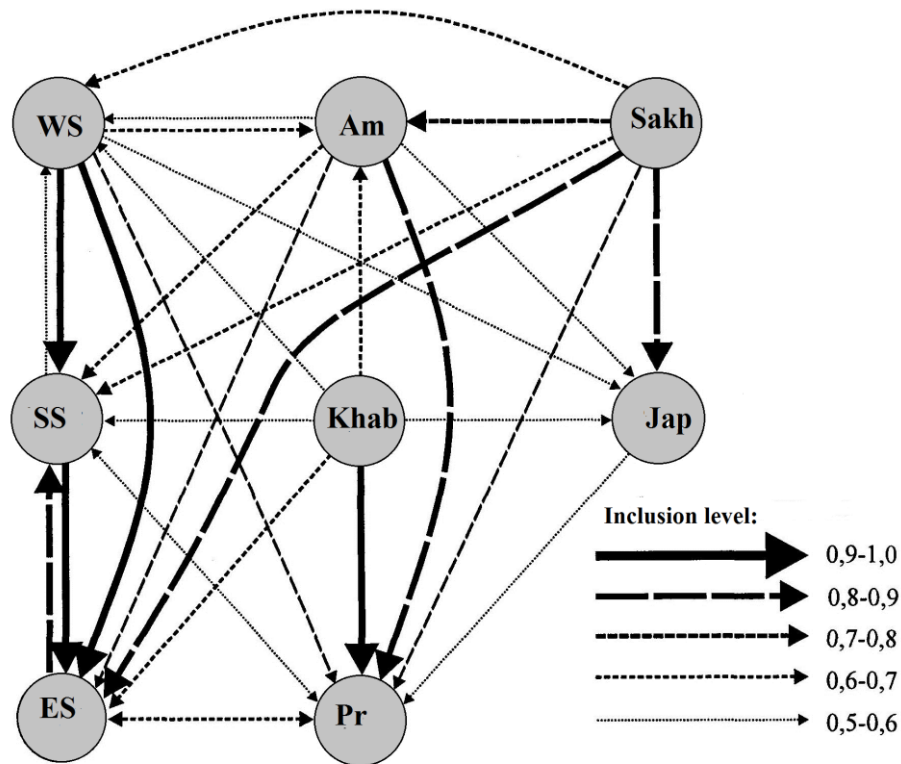 WS
Am
Sakh
SS
Khab
Jap
ES
Pr
Inclusion level:
0,9-1,0
0,8-0,9
0,7-0,8
0,6-0,7
0,5-0,6